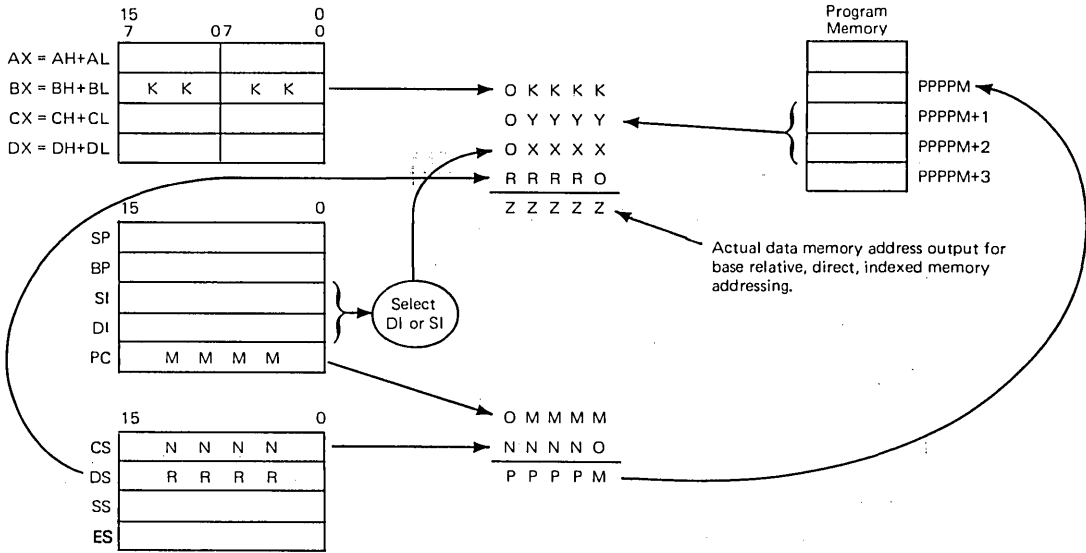 15 0
7 07 0
AX = AH+AL
BX = BH+BL K K K K
CX = CH+CL
DX = DH+DL
O K K K K
O Y Y Y Y
O X X X X
R R R R O
Z Z Z Z Z
Program
Memory
PPPPM
PPPPM+1
PPPPM+2
PPPPM+3
Actual data memory address output for
base relative, direct, indexed memory
addressing.
15 0
SP
BP
SI
DI
PC M M M M
Select
DI or SI
15 0
CS N N N N
DS R R R R
SS
ES
O M M M M
N N N N O
P P P P M